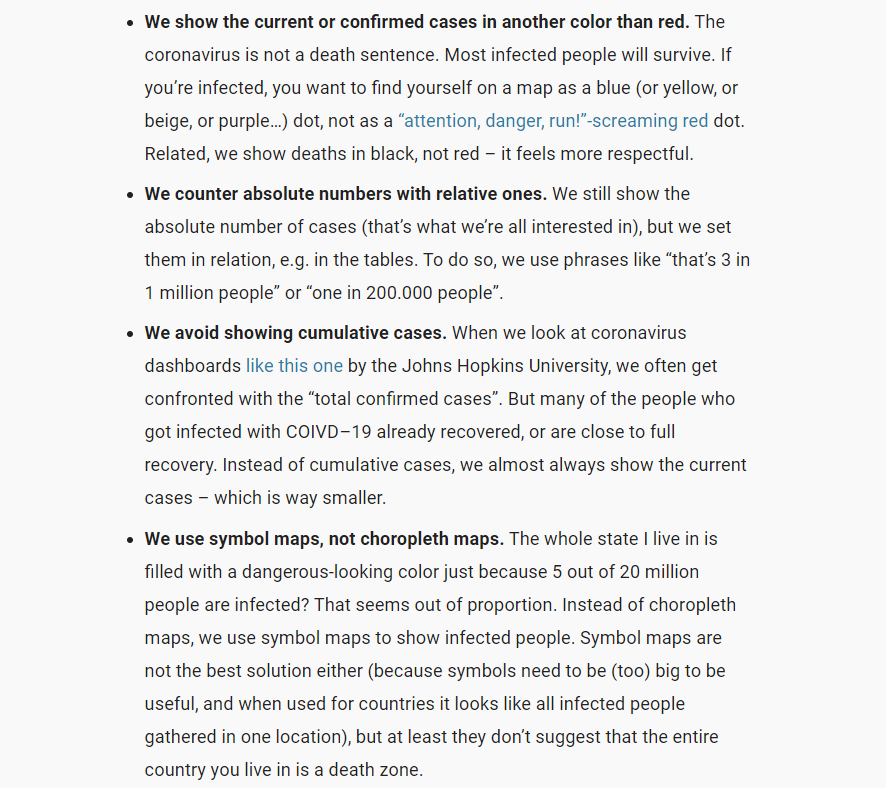 • We show the current or confirmed cases in another color than red. The
coronavirus is not a death sentence. Most infected people will survive. If
you’re infected, you want to find yourself on a map as a blue (or yellow, or
beige, or purple…) dot, not as a “attention, danger, run!”-screaming red dot.
Related, we show deaths in black, not red – it feels more respectful.
• We counter absolute numbers with relative ones. We still show the
absolute number of cases (that’s what we’re all interested in), but we set
them in relation, e.g. in the tables. To do so, we use phrases like “that’s 3 in
1 million people” or “one in 200.000 people”.
• We avoid showing cumulative cases. When we look at coronavirus
dashboards like this one by the Johns Hopkins University, we often get
confronted with the “total confirmed cases”. But many of the people who
got infected with COIVD–19 already recovered, or are close to full
recovery. Instead of cumulative cases, we almost always show the current
cases – which is way smaller.
• We use symbol maps, not choropleth maps. The whole state I live in is
filled with a dangerous-looking color just because 5 out of 20 million
people are infected? That seems out of proportion. Instead of choropleth
maps, we use symbol maps to show infected people. Symbol maps are
not the best solution either (because symbols need to be (too) big to be
useful, and when used for countries it looks like all infected people
gathered in one location), but at least they don’t suggest that the entire
country you live in is a death zone.